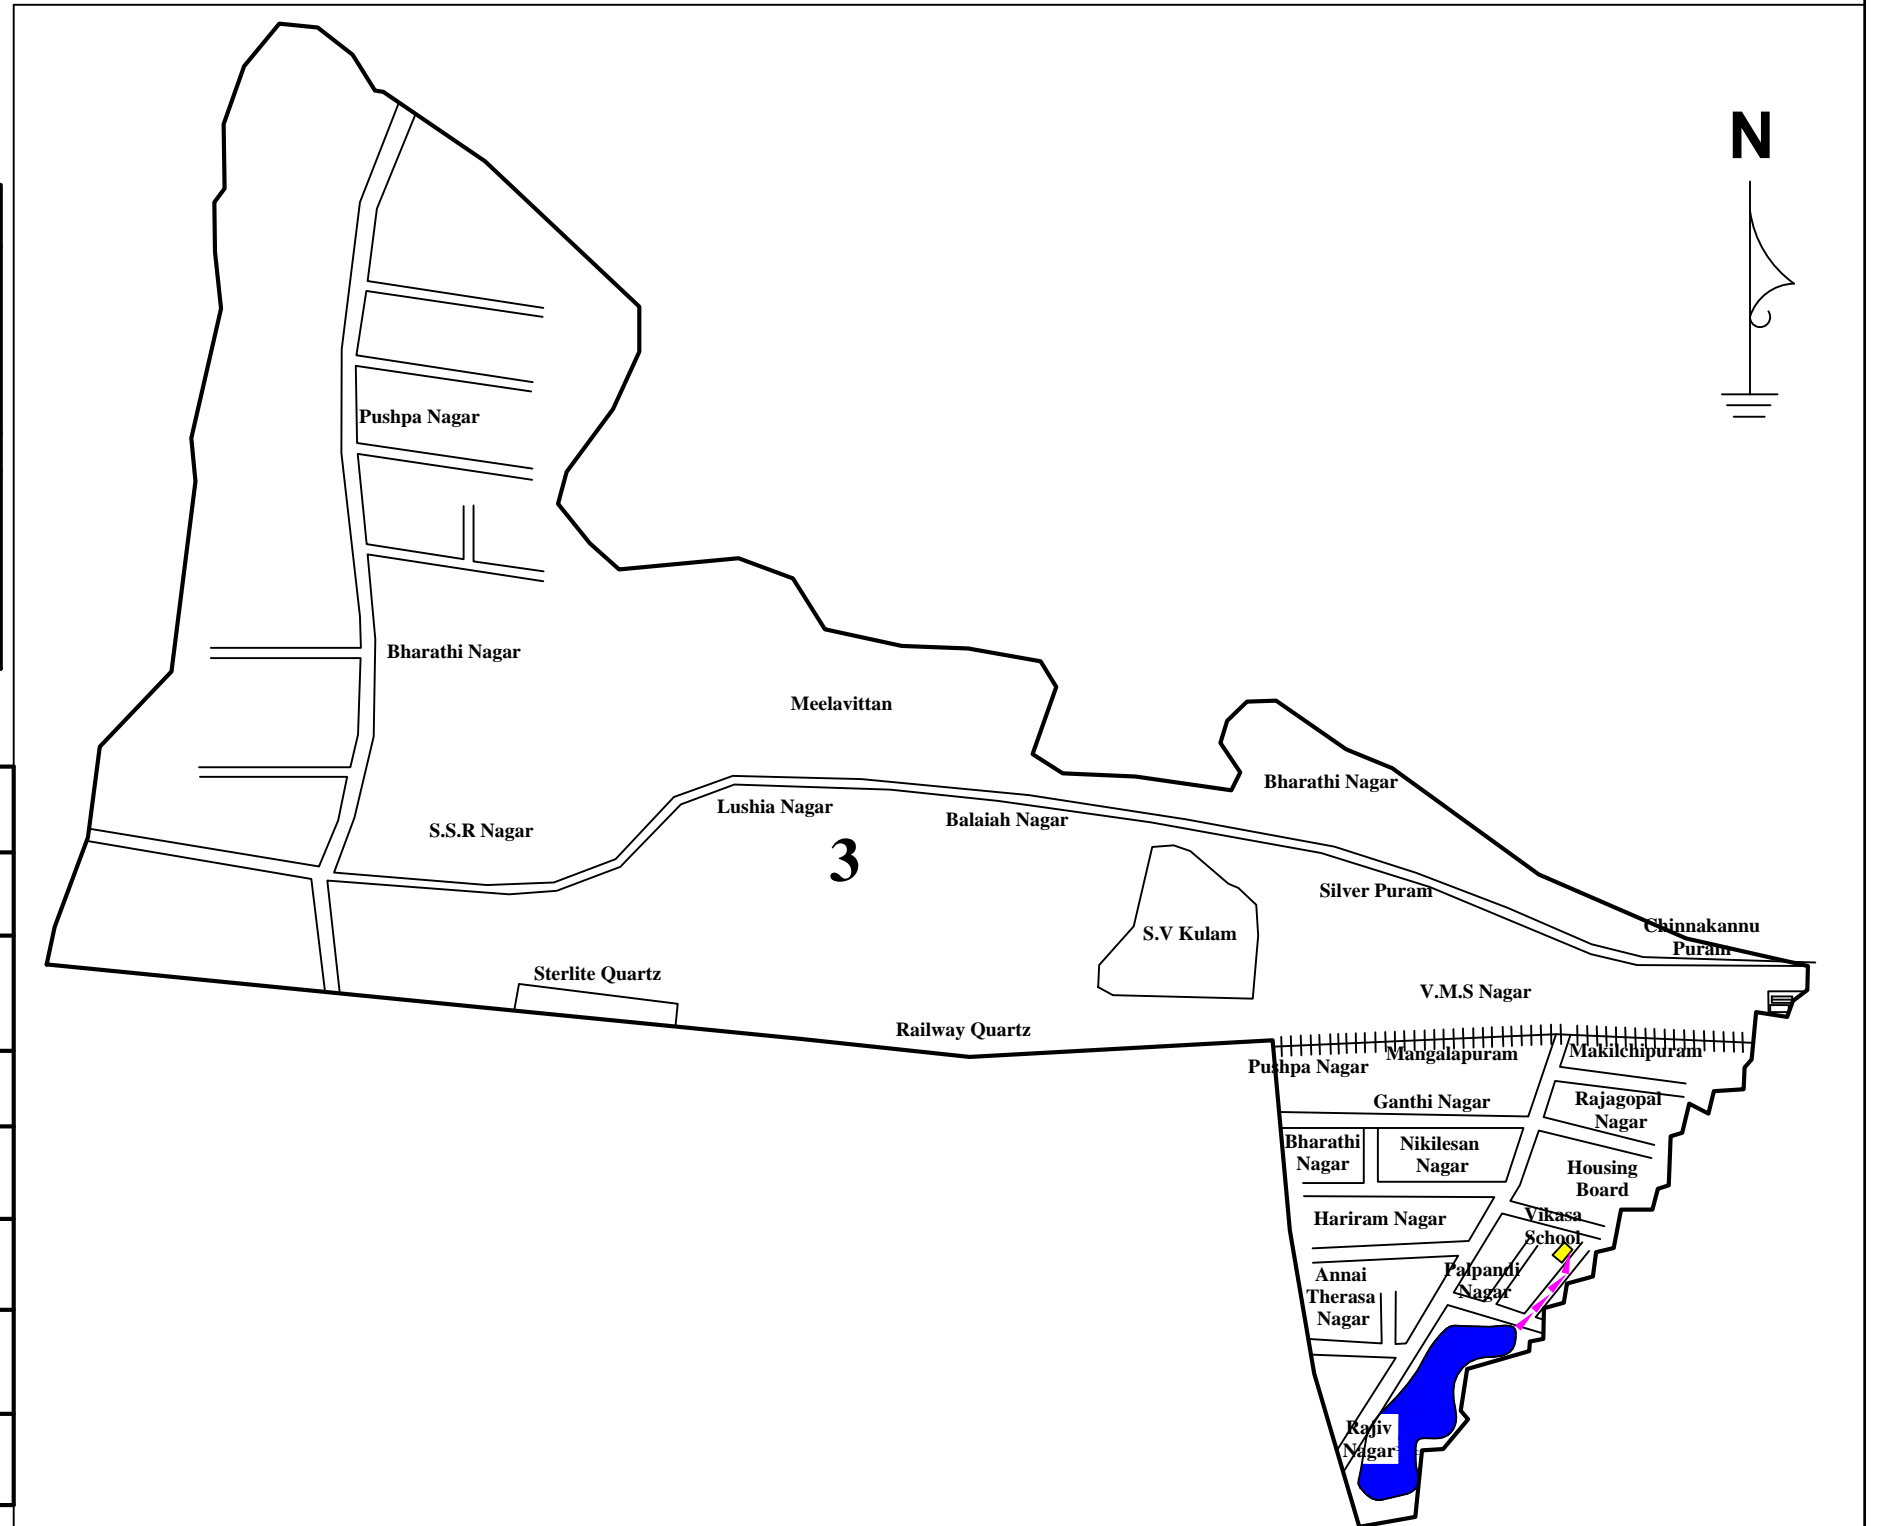 N
Pushpa Nagar
Bharathi Nagar
Meelavittan
Bharathi Nagar
Lushia Nagar
Balaiah Nagar
S.S.R Nagar
3
Silver Puram
Chinnakannu
Puram
S.V Kulam
Sterlite Quartz
V.M.S Nagar
Railway Quartz
Mangalapuram
Makilchipuram
Pushpa Nagar
Ganthi Nagar
Rajagopal
Nagar
Bharathi
Nagar
Nikilesan
Nagar
Housing
Board
Hariram Nagar
Vikasa
School
Annai
Therasa
Nagar
Palpandi
Nagar
Rajiv
Nagar